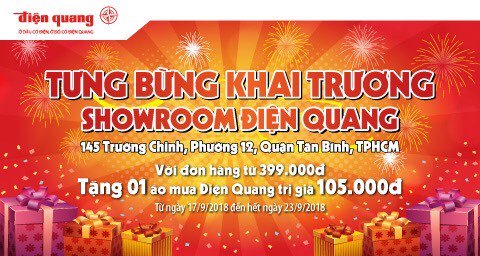 điện quang
Ở ĐÂU CÓ ĐIỆN, Ở ĐÓ CÓ ĐIỆN QUANG
TƯNG BỪNG KHAI TRƯƠNG
SHOWROOM ĐIỆN QUANG
145 Trường Chinh, Phường 12, Quận Tân Bình, TPHCM
Với đơn hàng từ 399.000đ
Tặng 01 áo mưa Điện Quang trị giá 105.000đ
Từ ngày 17/9/2018 đến hết ngày 23/9/2018